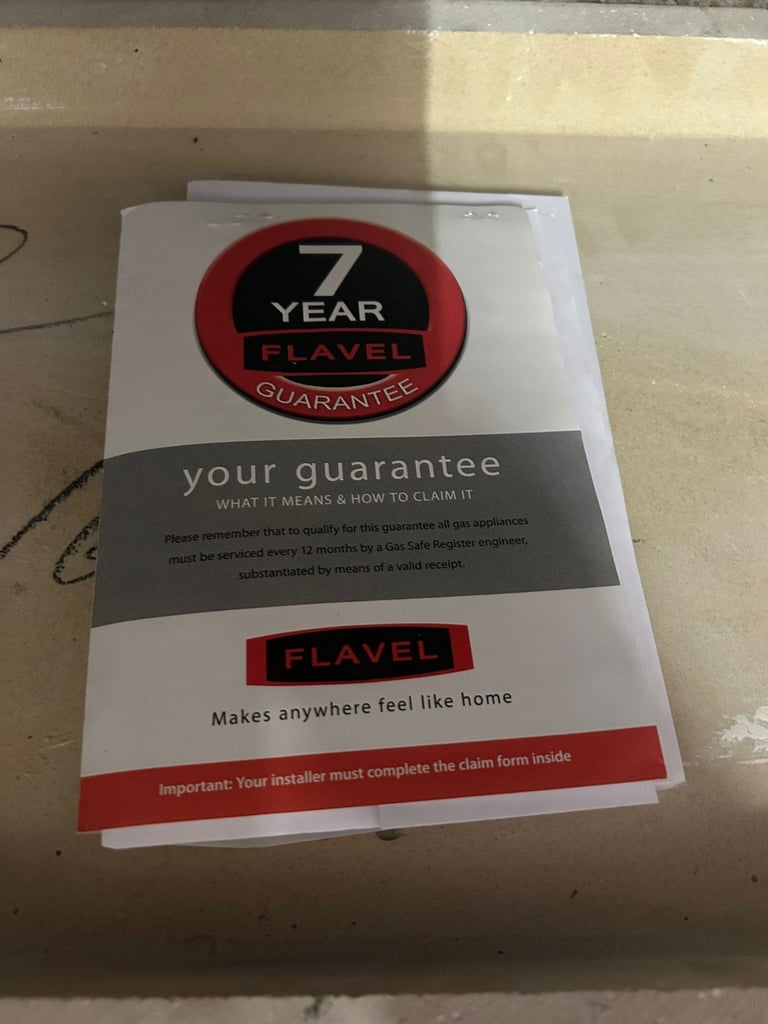 7
YEAR
FLAVEL
GUARANTEE
your guarantee
WHAT IT MEANS & HOW TO CLAIM IT
Please remember that to qualify for this guarantee all gas appliances
must be serviced every 12 months by a Gas Safe Register engineer,
substantiated by means of a valid receipt.
FLAVEL
Makes anywhere feel like home
Important: Your installer must complete the claim form inside